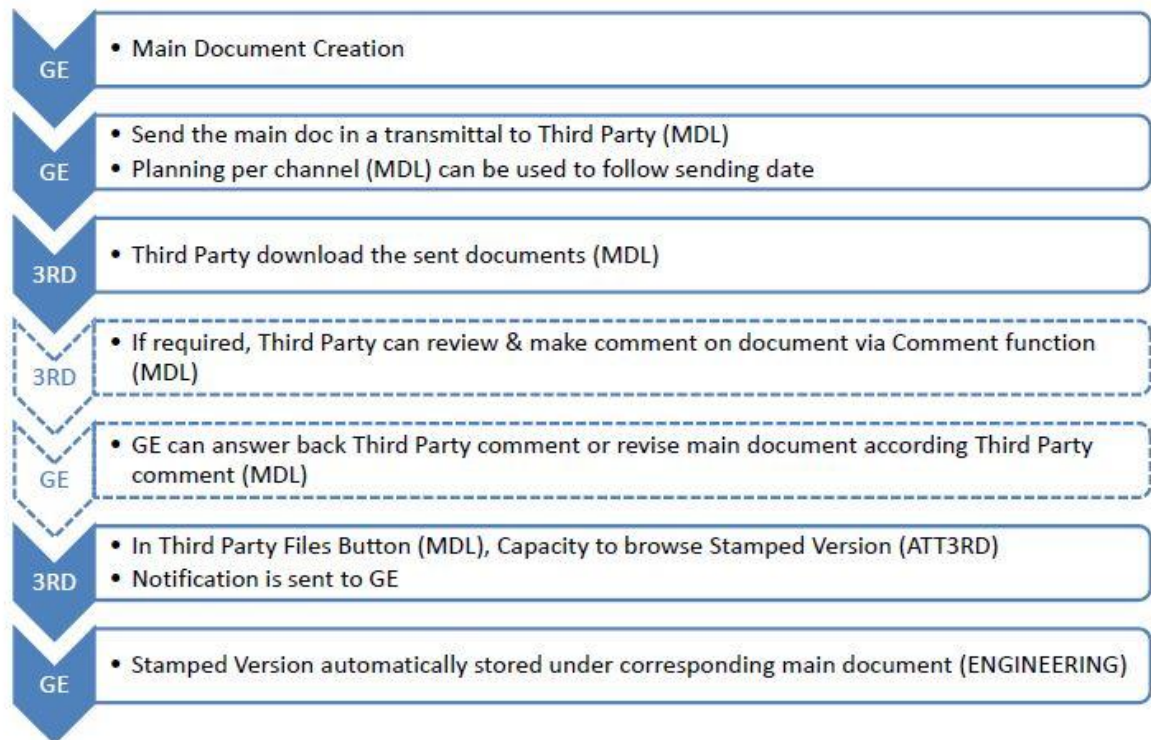 GE
• Main Document Creation
GE
• Send the main doc in a transmittal to Third Party (MDL)
• Planning per channel (MDL) can be used to follow sending date
3RD
• Third Party download the sent documents (MDL)
3RD
• If required, Third Party can review & make comment on document via Comment function
(MDL)
GE
• GE can answer back Third Party comment or revise main document according Third Party
comment (MDL)
3RD
• In Third Party Files Button (MDL), Capacity to browse Stamped Version (ATT3RD)
• Notification is sent to GE
GE
• Stamped Version automatically stored under corresponding main document (ENGINEERING)